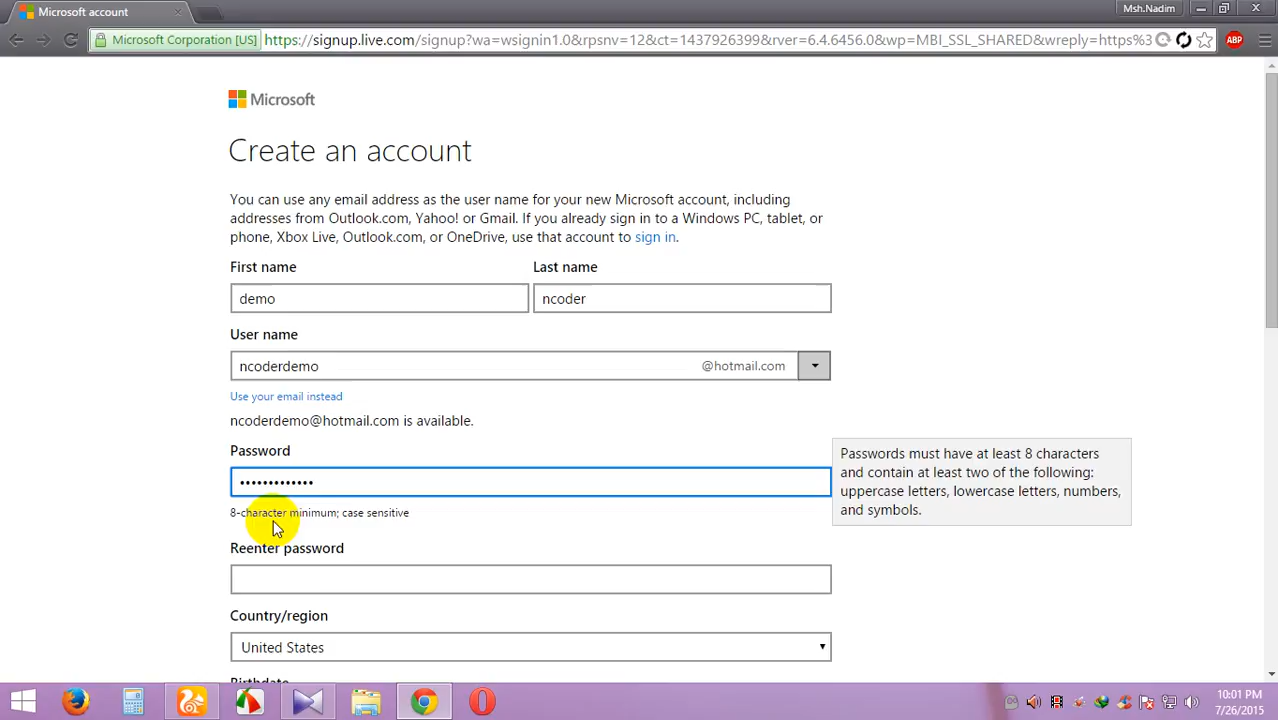 Microsoft account
Msh.Nadim
Microsoft Corporation [US]
https://signup.live.com/signup?wa=wsignin1.0&rpsnv=12&ct=1437926399&rver=6.4.6456.0&wp=MBI_SSL_SHARED&wreply=https%3
ABP
Microsoft
Create an account
You can use any email address as the user name for your new Microsoft account, including
addresses from Outlook.com, Yahoo! or Gmail. If you already sign in to a Windows PC, tablet, or
phone, Xbox Live, Outlook.com, or OneDrive, use that account to sign in.
First name
Last name
demo
ncoder
User name
ncoderdemo
@hotmail.com
Use your email instead
ncoderdemo@hotmail.com is available.
Password
•••••••••••••
8-character minimum; case sensitive
Passwords must have at least 8 characters
and contain at least two of the following:
uppercase letters, lowercase letters, numbers,
and symbols.
Reenter password
Country/region
United States
Birthdate
10:01 PM
7/26/2015